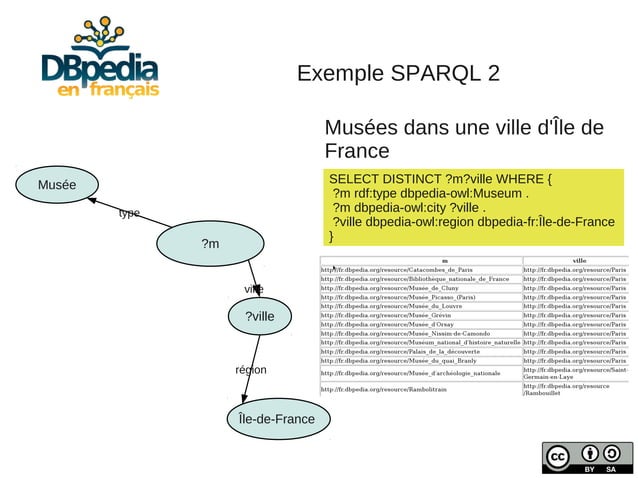 DBpedia
en français
Exemple SPARQL 2
Musées dans une ville d'Île de
France
SELECT DISTINCT ?m?ville WHERE {
?m rdf:type dbpedia-owl:Museum .
?m dbpedia-owl:city ?ville .
?ville dbpedia-owl:region dbpedia-fr:Île-de-France
}
Musée
type
?m
ville
?ville
région
Île-de-France
m ville
http://fr.dbpedia.org/resource/Catacombes_de_Paris http://fr.dbpedia.org/resource/Paris
http://fr.dbpedia.org/resource/Bibliothèque_nationale_de_France http://fr.dbpedia.org/resource/Paris
http://fr.dbpedia.org/resource/Musée_de_Cluny http://fr.dbpedia.org/resource/Paris
http://fr.dbpedia.org/resource/Musée_Picasso_(Paris) http://fr.dbpedia.org/resource/Paris
http://fr.dbpedia.org/resource/Musée_du_Louvre http://fr.dbpedia.org/resource/Paris
http://fr.dbpedia.org/resource/Musée_Grévin http://fr.dbpedia.org/resource/Paris
http://fr.dbpedia.org/resource/Musée_d'Orsay http://fr.dbpedia.org/resource/Paris
http://fr.dbpedia.org/resource/Musée_Nissim-de-Camondo http://fr.dbpedia.org/resource/Paris
http://fr.dbpedia.org/resource/Muséum_national_d'histoire_naturelle http://fr.dbpedia.org/resource/Paris
http://fr.dbpedia.org/resource/Palais_de_la_découverte http://fr.dbpedia.org/resource/Paris
http://fr.dbpedia.org/resource/Musée_du_quai_Branly http://fr.dbpedia.org/resource/Paris
http://fr.dbpedia.org/resource/Musée_d'archéologie_nationale http://fr.dbpedia.org/resource/Saint-
Germain-en-Laye
http://fr.dbpedia.org/resource/Rambolitrain http://fr.dbpedia.org/resource
/Rambouillet
cc
BY SA